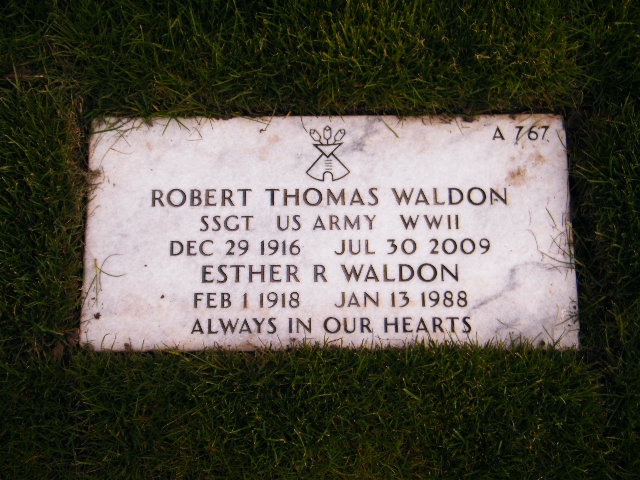 A 767
ROBERT THOMAS WALDON
SSGT US ARMY WWII
DEC 29 1916 JUL 30 2009
ESTHER R WALDON
FEB 1 1918 JAN 13 1988
ALWAYS IN OUR HEARTS